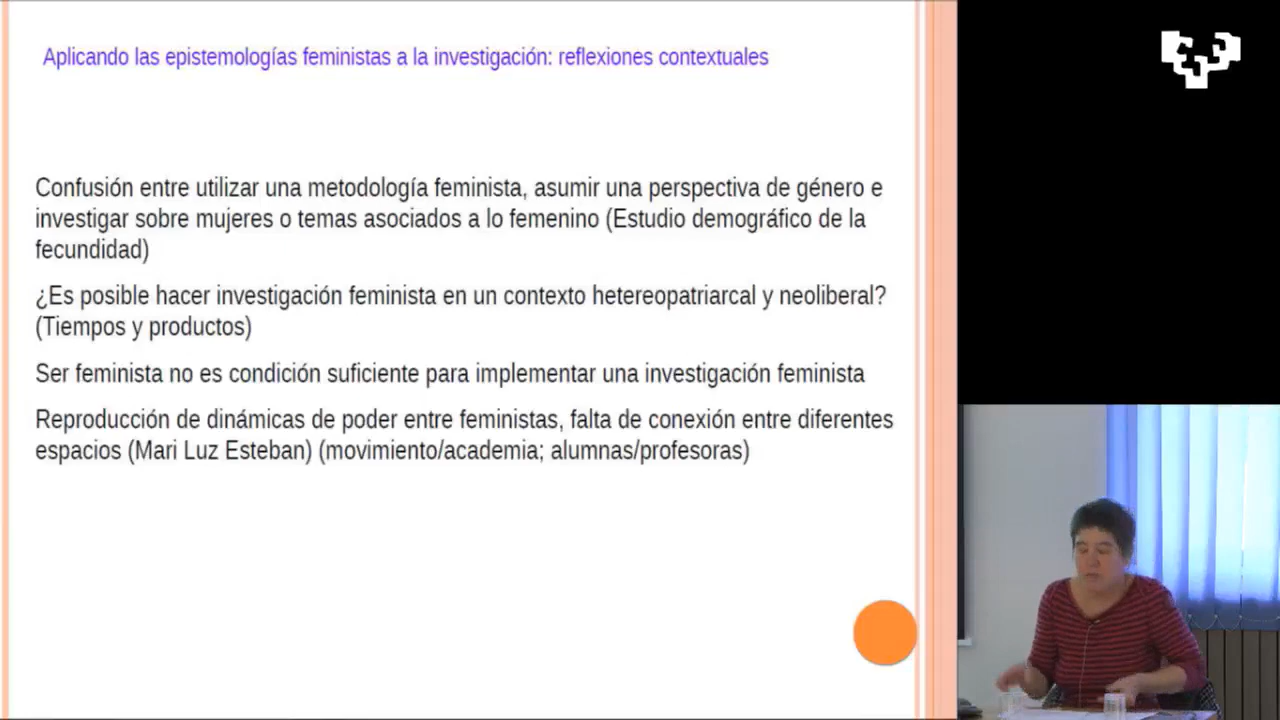 Aplicando las epistemologías feministas a la investigación: reflexiones contextuales
Confusión entre utilizar una metodología feminista, asumir una perspectiva de género e
investigar sobre mujeres o temas asociados a lo femenino (Estudio demográfico de la
fecundidad)
¿Es posible hacer investigación feminista en un contexto hetereopatriarcal y neoliberal?
(Tiempos y productos)
Ser feminista no es condición suficiente para implementar una investigación feminista
Reproducción de dinámicas de poder entre feministas, falta de conexión entre diferentes
espacios (Mari Luz Esteban) (movimiento/academia; alumnas/profesoras)